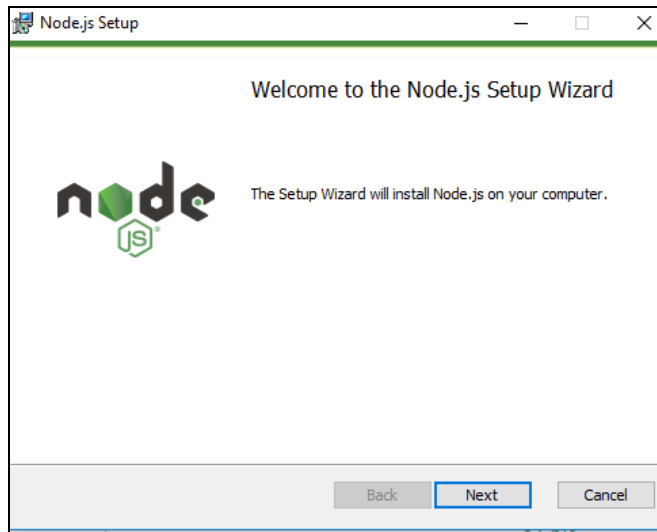 Node.js Setup
Welcome to the Node.js Setup Wizard
node
JS
The Setup Wizard will install Node.js on your computer.
Back
Next
Cancel